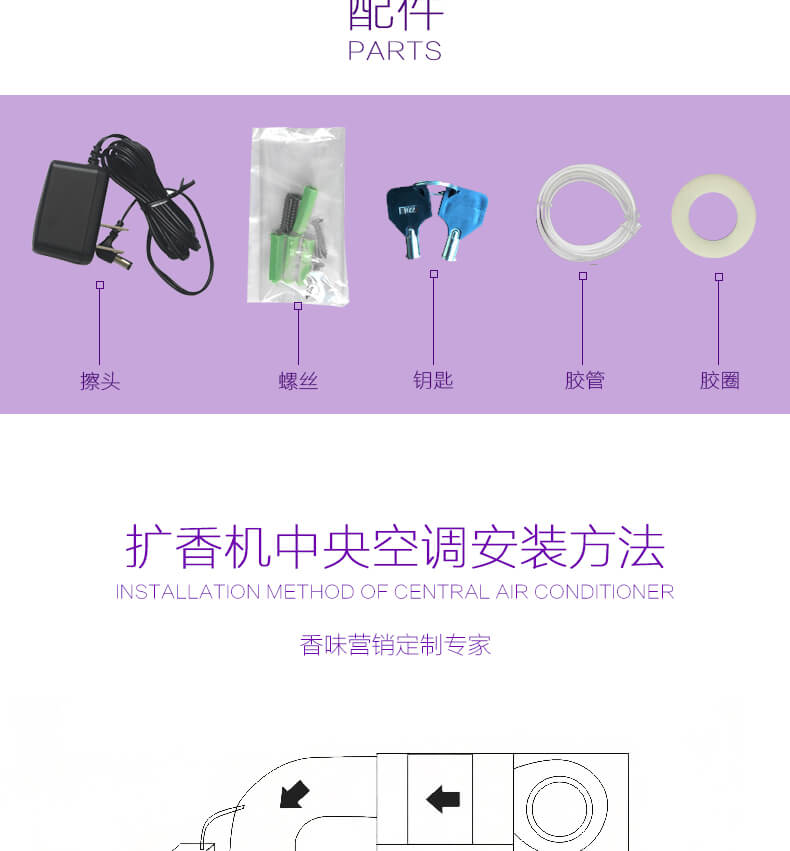 配件
PARTS
擦头 螺丝 钥匙 胶管 胶圈
扩香机中央空调安装方法
INSTALLATION METHOD OF CENTRAL AIR CONDITIONER
香味营销定制专家